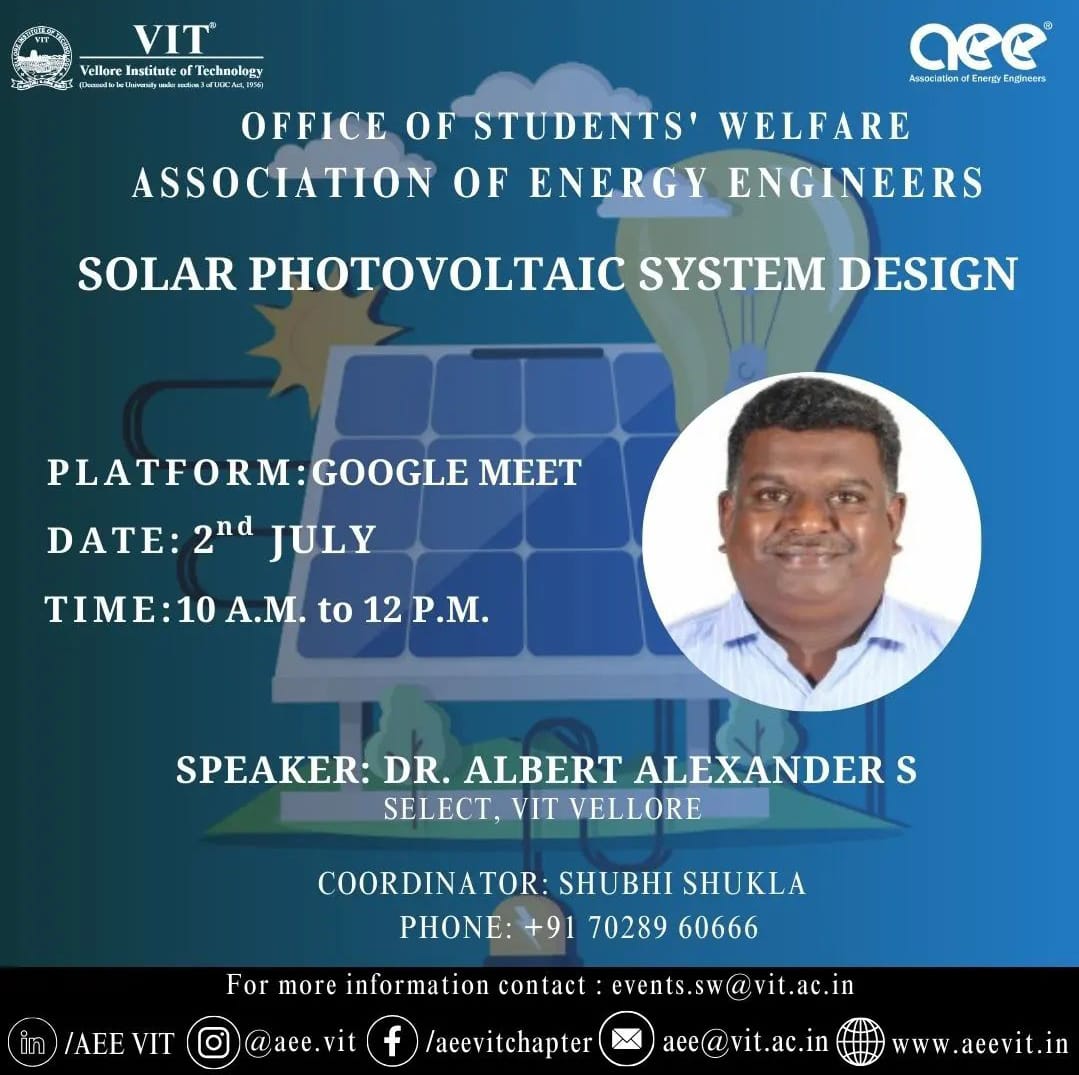 VIT®
Vellore Institute of Technology
(Deemed to be University under section 3 of UGC Act, 1956)
aee®
Association of Energy Engineers
OFFICE OF STUDENTS' WELFARE
ASSOCIATION OF ENERGY ENGINEERS
SOLAR PHOTOVOLTAIC SYSTEM DESIGN
PLATFORM:GOOGLE MEET
DATE: 2nd JULY
TIME:10 A.M. to 12 P.M.
SPEAKER: DR. ALBERT ALEXANDER S
SELECT, VIT VELLORE
COORDINATOR: SHUBHI SHUKLA
PHONE: +91 70289 60666
For more information contact : events.sw@vit.ac.in
in /AEE VIT @aee.vit f /aeevitchapter aee@vit.ac.in www.aeevit.in